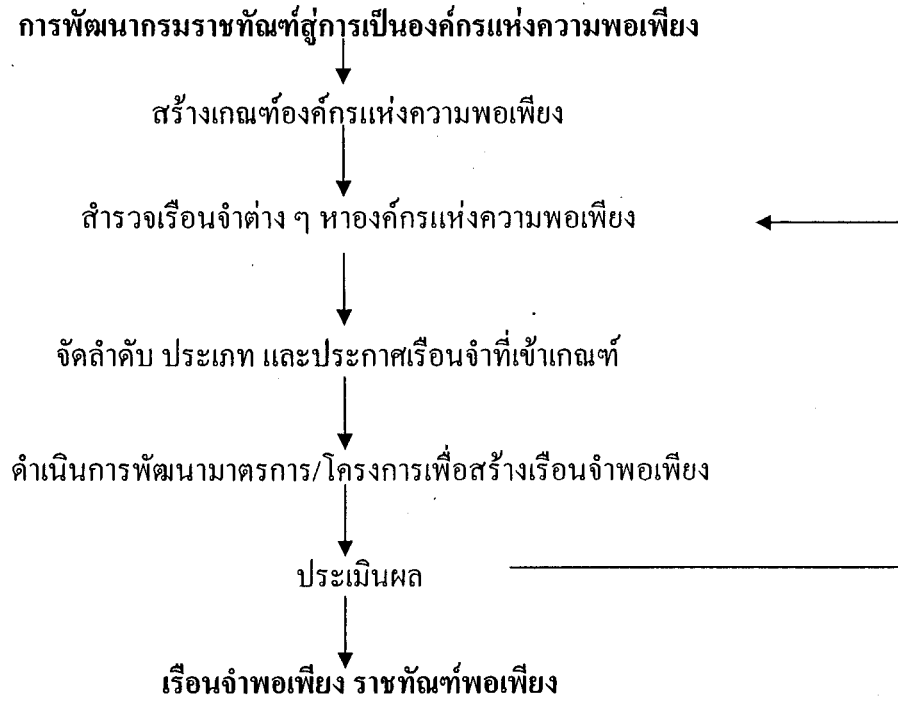 การพัฒนากรมราชทัณฑ์สู่การเป็นองค์กรแห่งความพอเพียง
สร้างเกณฑ์องค์กรแห่งความพอเพียง
สำรวจเรือนจำต่าง ๆ หาองค์กรแห่งความพอเพียง
จัดลำดับ ประเภท และประกาศเรือนจำที่เข้าเกณฑ์
ดำเนินการพัฒนามาตรการ/โครงการเพื่อสร้างเรือนจำพอเพียง
ประเมินผล
เรือนจำพอเพียง ราชทัณฑ์พอเพียง